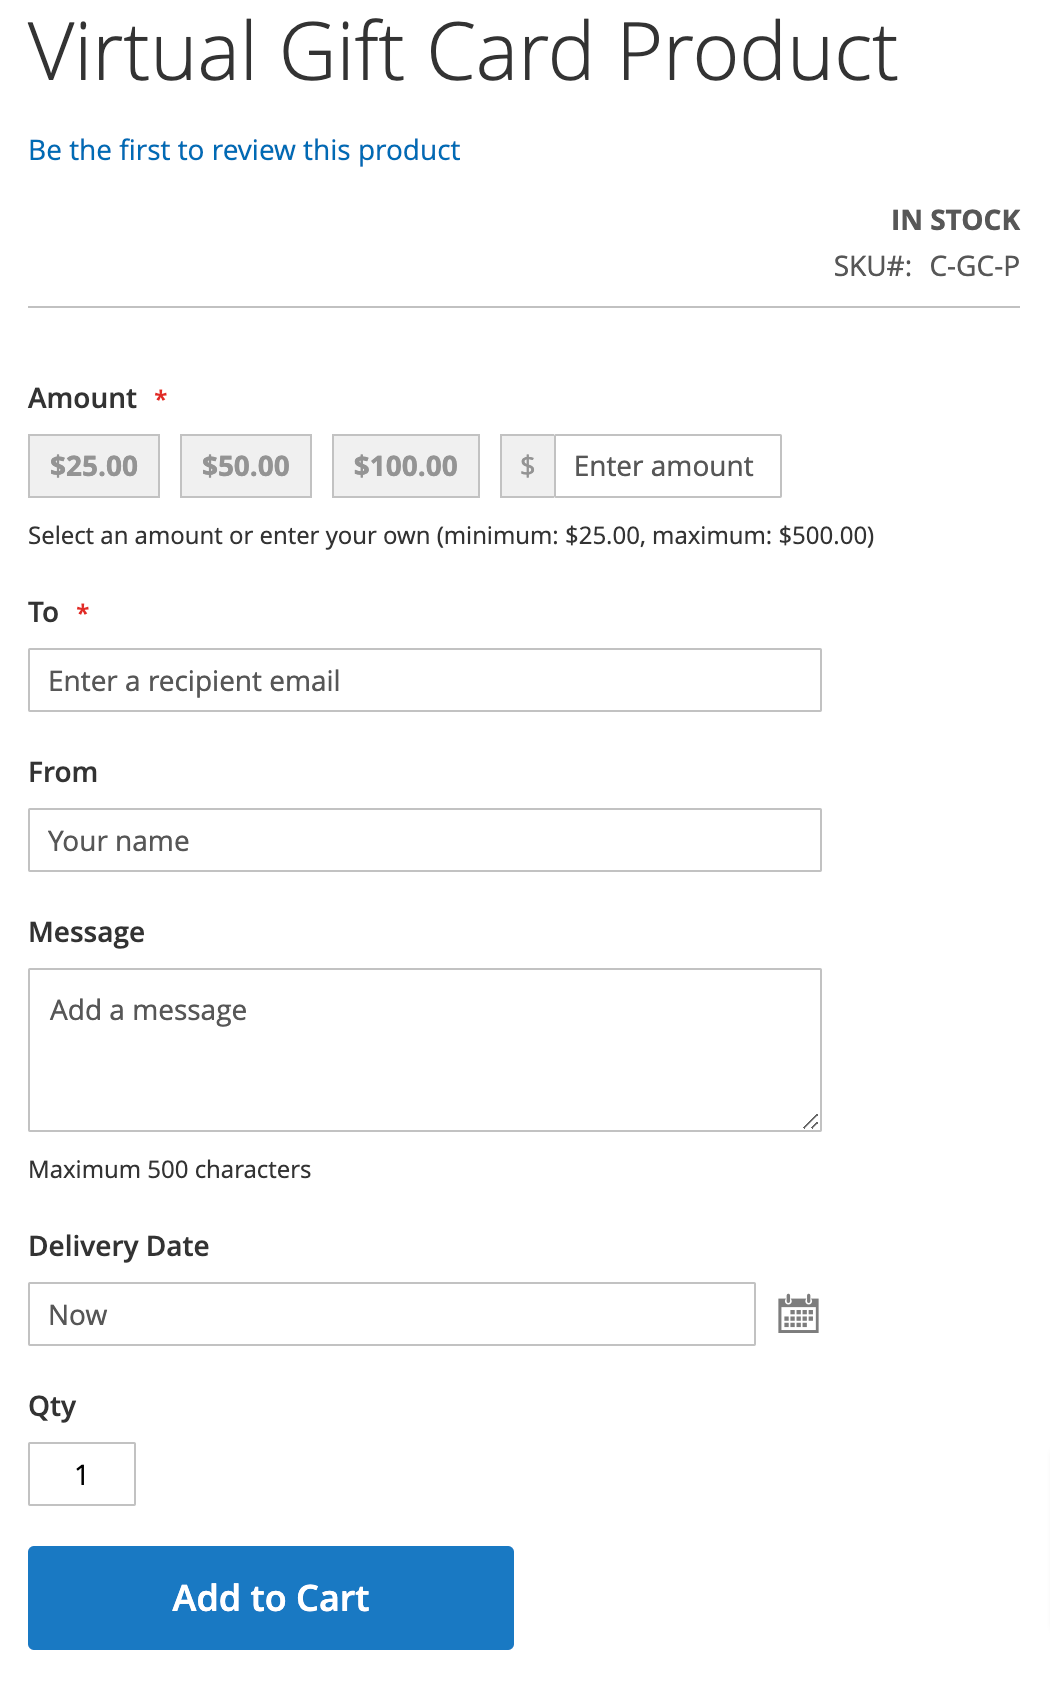 Virtual Gift Card Product
Be the first to review this product
IN STOCK
SKU#: C-GC-P
Amount *
$25.00 $50.00 $100.00 $ Enter amount
Select an amount or enter your own (minimum: $25.00, maximum: $500.00)
To *
Enter a recipient email
From
Your name
Message
Add a message
Maximum 500 characters
Delivery Date
Now
Qty
1
Add to Cart